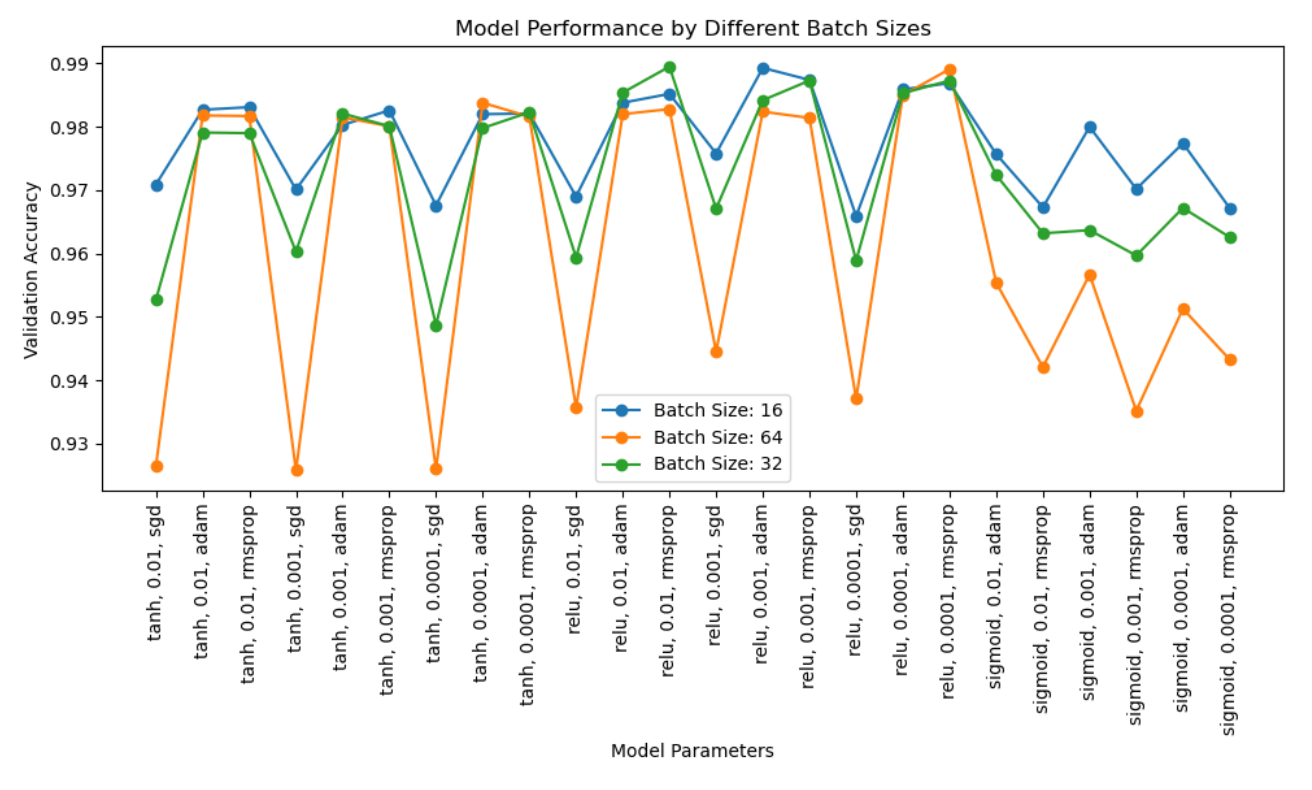 Model Performance by Different Batch Sizes
Validation Accuracy
0.99
0.98
0.97
0.96
0.95
0.94
0.93
Batch Size: 16
Batch Size: 64
Batch Size: 32
tanh, 0.01, sgd
tanh, 0.01, adam
tanh, 0.01, rmsprop
tanh, 0.001, sgd
tanh, 0.001, adam
tanh, 0.001, rmsprop
tanh, 0.0001, sgd
tanh, 0.0001, adam
tanh, 0.0001, rmsprop
relu, 0.01, sgd
relu, 0.01, adam
relu, 0.01, rmsprop
relu, 0.001, sgd
relu, 0.001, adam
relu, 0.001, rmsprop
relu, 0.0001, sgd
relu, 0.0001, adam
relu, 0.0001, rmsprop
sigmoid, 0.01, adam
sigmoid, 0.01, rmsprop
sigmoid, 0.001, adam
sigmoid, 0.001, rmsprop
sigmoid, 0.0001, adam
sigmoid, 0.0001, rmsprop
Model Parameters